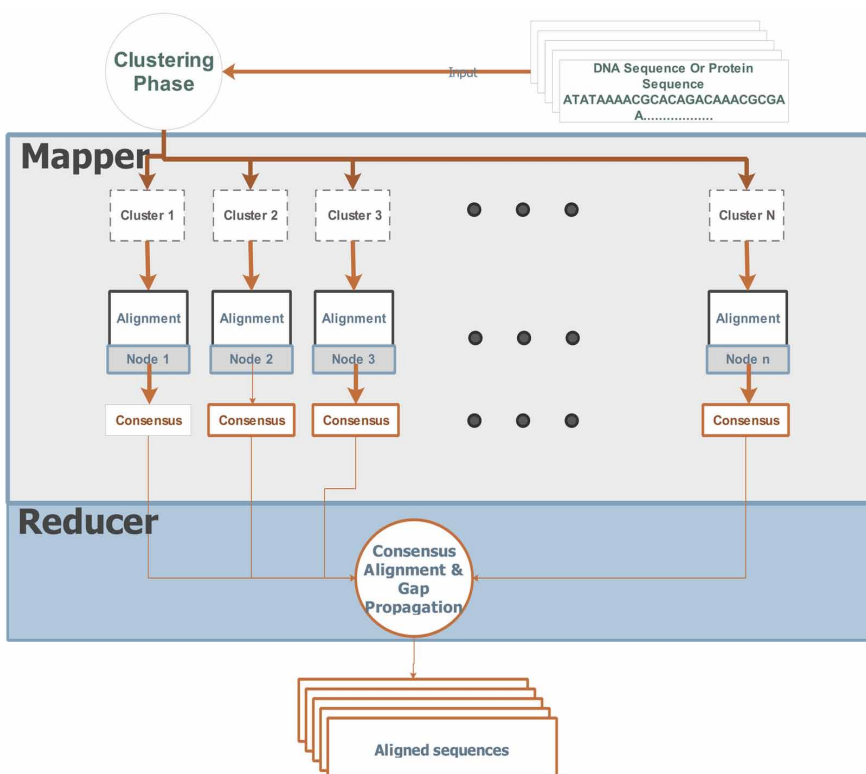 Clustering
Phase
Input
DNA Sequence Or Protein
Sequence
ATATAAAACGCACAGACAAACGCGA
A..................
Mapper
Cluster 1
Cluster 2
Cluster 3
Cluster N
Alignment
Alignment
Alignment
Alignment
Node 1
Node 2
Node 3
Node n
Consensus
Consensus
Consensus
Consensus
Reducer
Consensus
Alignment &
Gap
Propagation
Aligned sequences